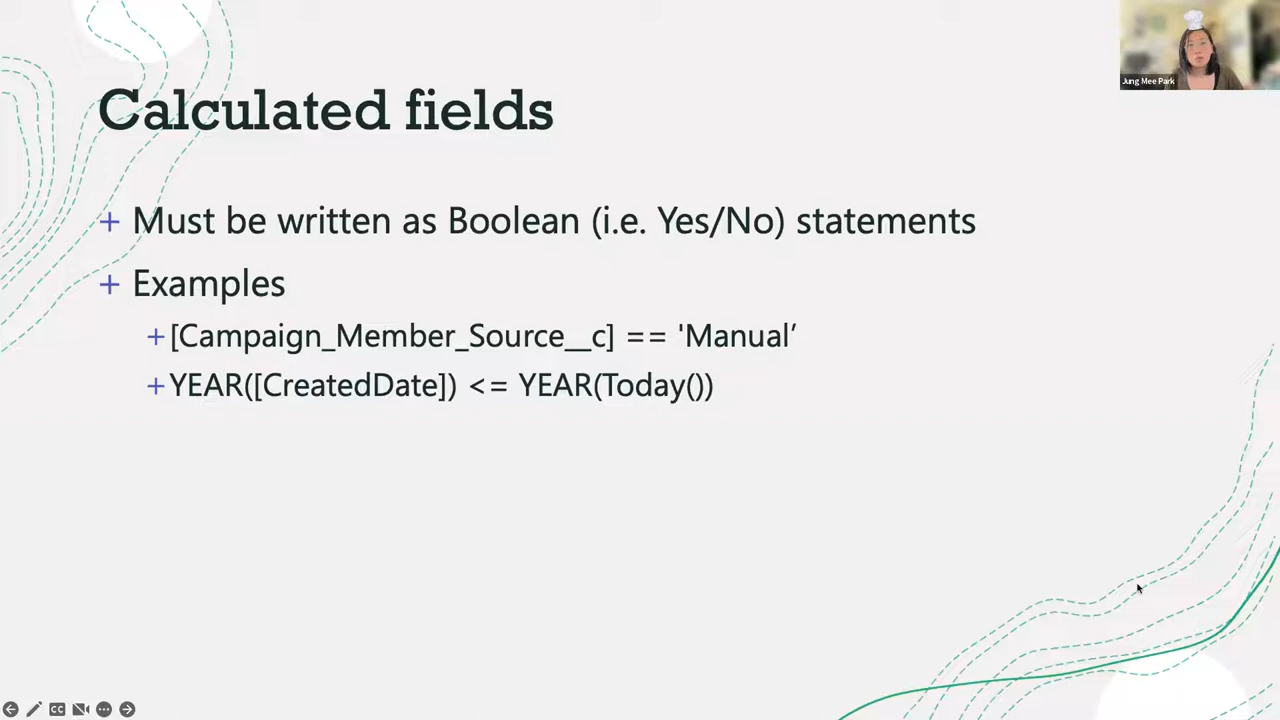 Jung Mee Park
Calculated fields
+ Must be written as Boolean (i.e. Yes/No) statements
+ Examples
+ [Campaign_Member_Source__c] == 'Manual’
+ YEAR([CreatedDate]) <= YEAR(Today())
CC